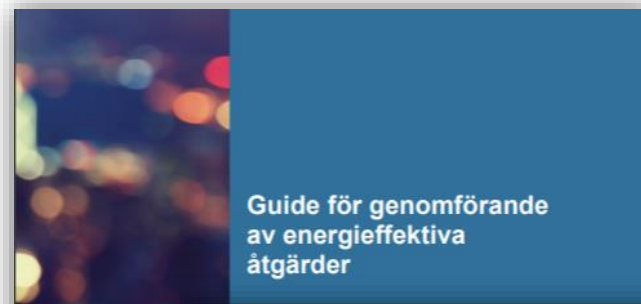 Guide för genomförande
av energieffektiva
åtgärder